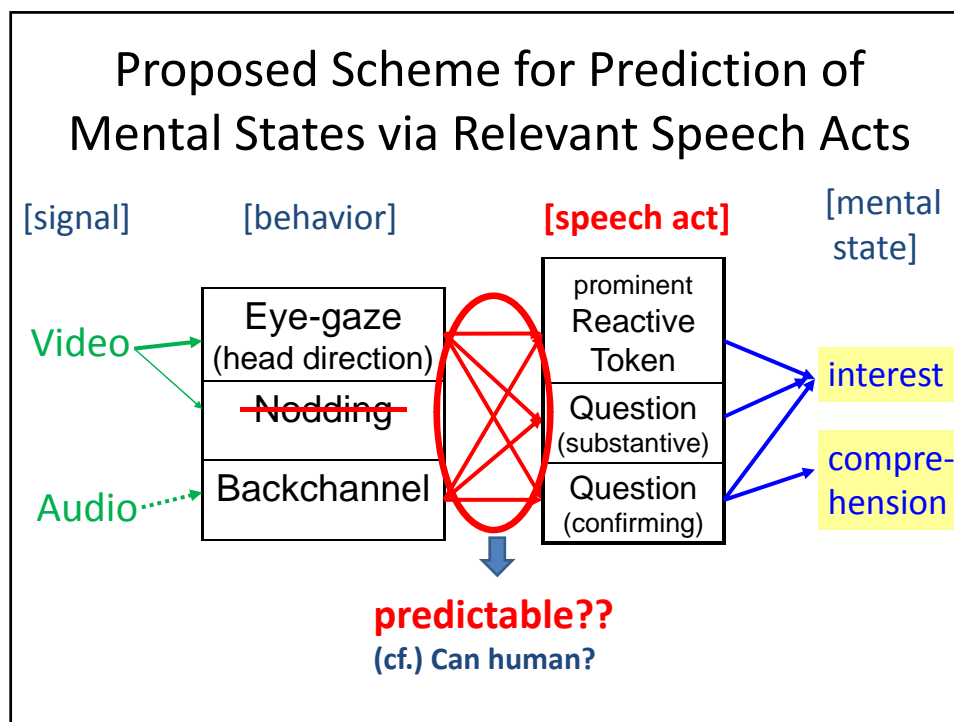 Proposed Scheme for Prediction of
Mental States via Relevant Speech Acts
[signal]
[behavior]
[speech act]
[mental
state]
Video
Audio
Eye-gaze
(head direction)
Nodding
Backchannel
prominent
Reactive
Token
Question
(substantive)
Question
(confirming)
interest
compre-
hension
predictable??
(cf.) Can human?